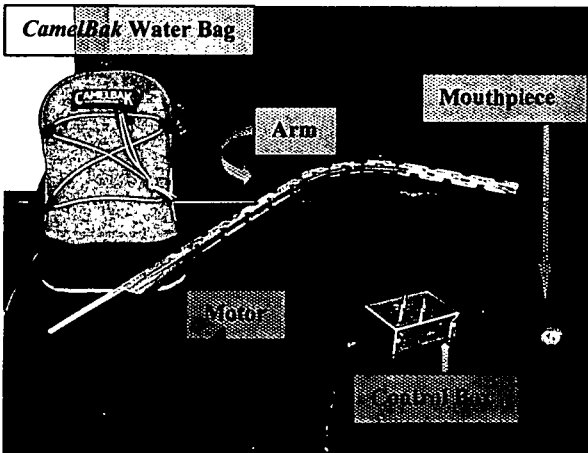 CamelBak Water Bag
CAMELBAK
Mouthpiece
Arm
Motor
Control Box